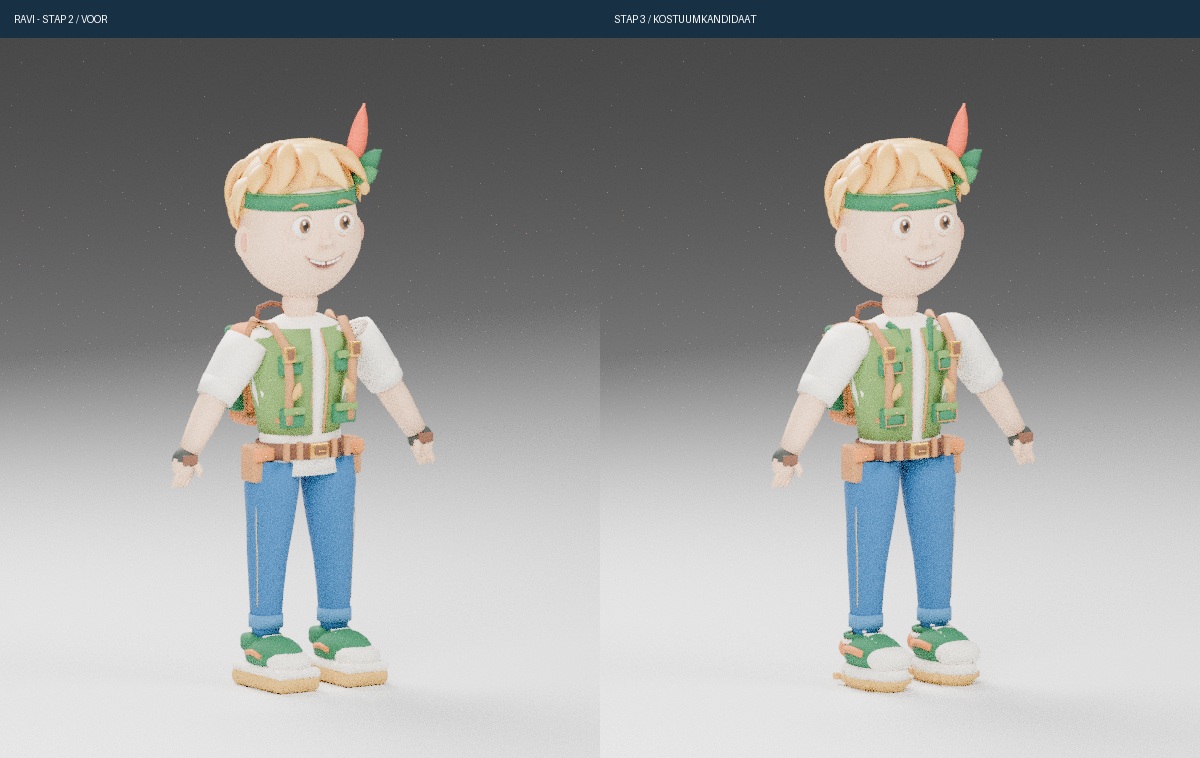 RAVI - STAP 2 / VOOR
STAP 3 / KOSTUUMKANDIDAAT